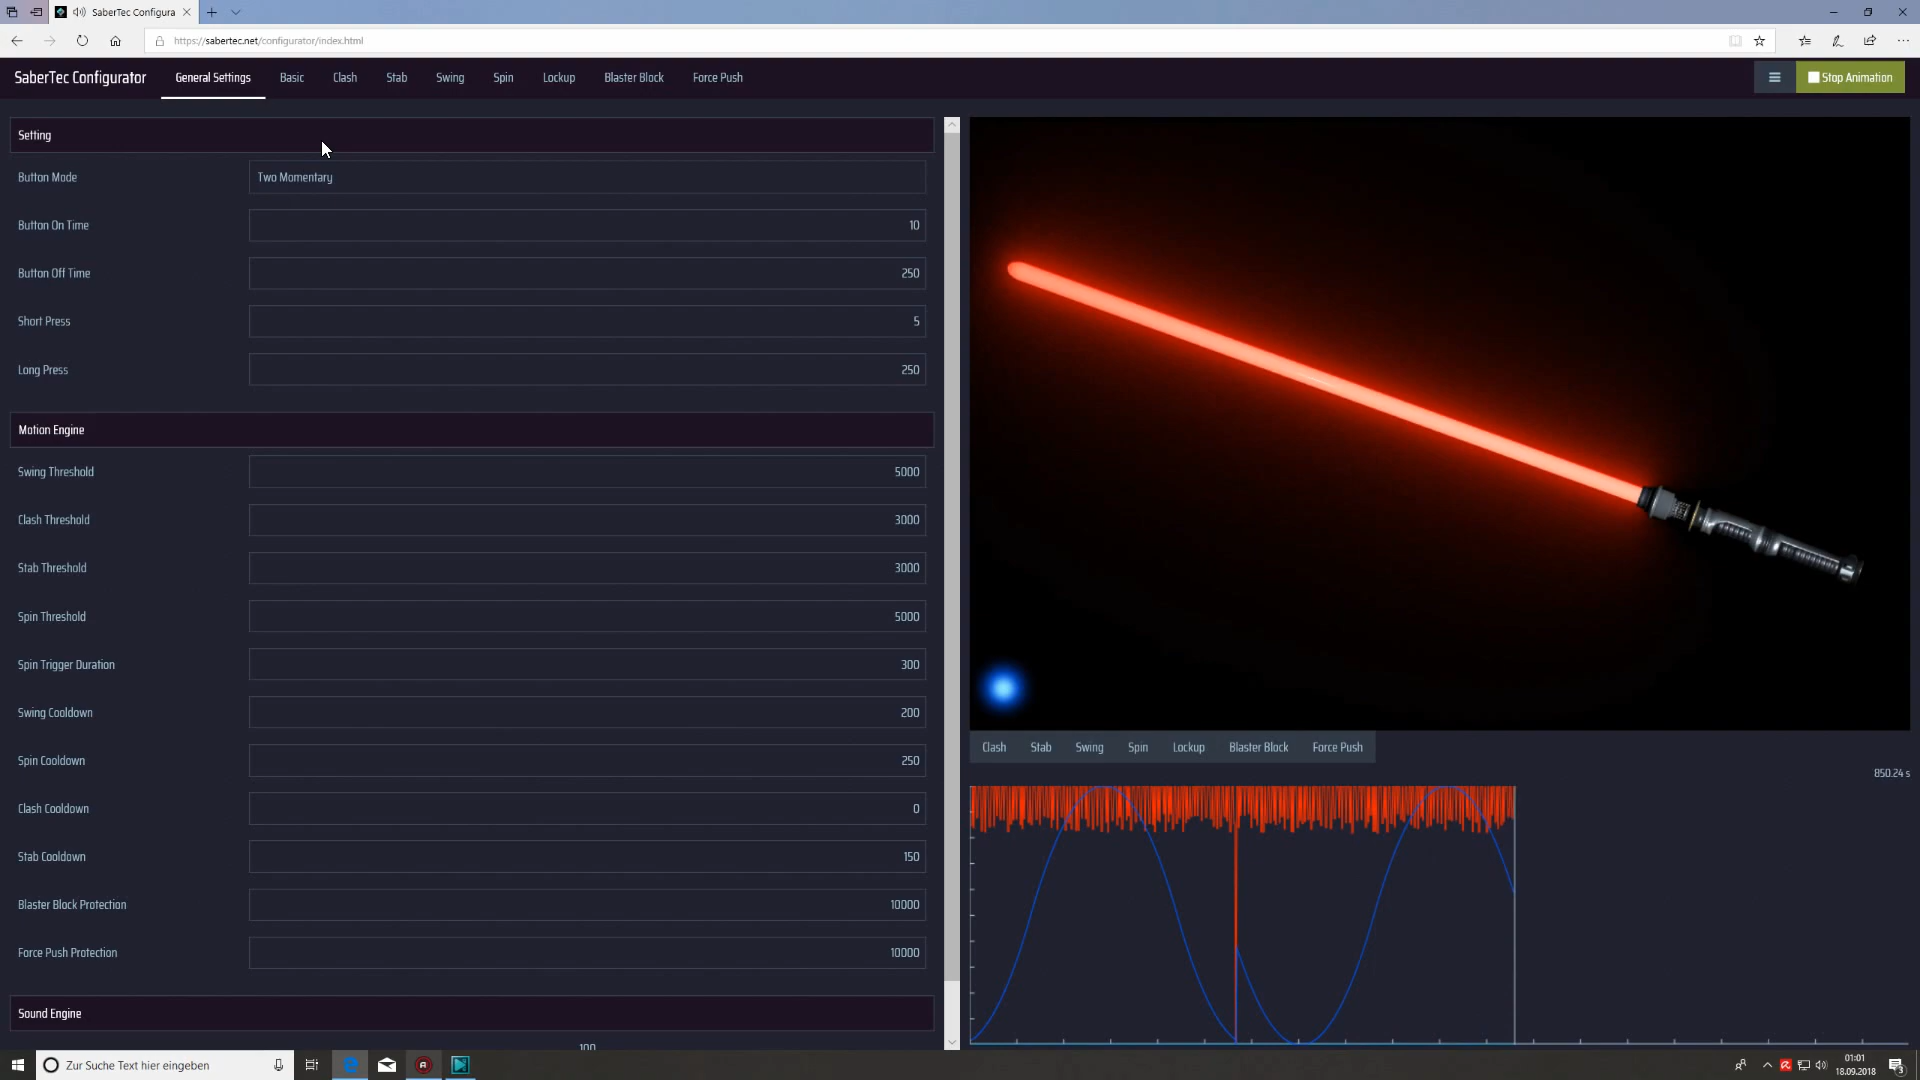 SaberTec Configura
https://sabertec.net/configurator/index.html
SaberTec Configurator
General Settings
Basic
Clash
Stab
Swing
Spin
Lockup
Blaster Block
Force Push
Stop Animation
Setting
Button Mode
Two Momentary
Button On Time
10
Button Off Time
250
Short Press
5
Long Press
250
Motion Engine
Swing Threshold
5000
Clash Threshold
3000
Stab Threshold
3000
Spin Threshold
5000
Spin Trigger Duration
300
Swing Cooldown
200
Spin Cooldown
250
Clash Cooldown
0
Stab Cooldown
150
Blaster Block Protection
10000
Force Push Protection
10000
Sound Engine
100
Clash
Stab
Swing
Spin
Lockup
Blaster Block
Force Push
850.24 s
Zur Suche Text hier eingeben
01:01
18.09.2018
3